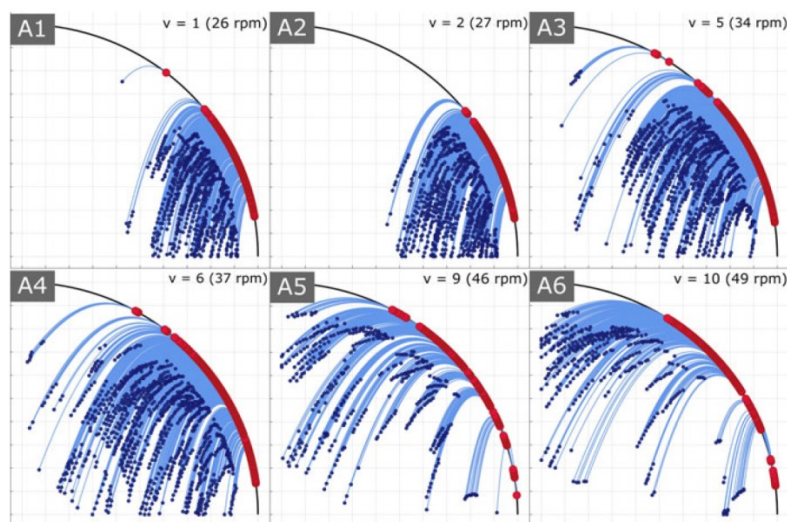 A1
v = 1 (26 rpm)
A2
v = 2 (27 rpm)
A3
v = 5 (34 rpm)
A4
v = 6 (37 rpm)
A5
v = 9 (46 rpm)
A6
v = 10 (49 rpm)